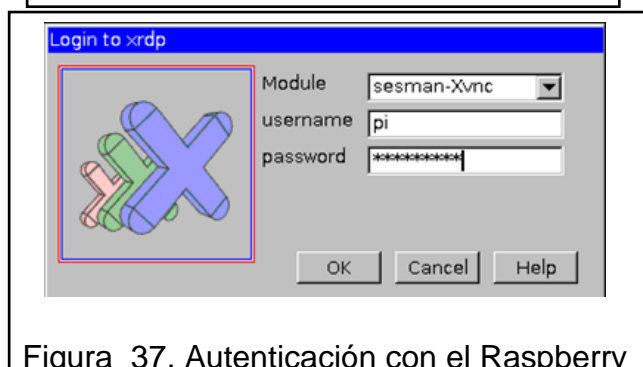 Login to xrdp
Module sesman-Xvnc
username pi
password **********
OK Cancel Help
Figura 37. Autenticación con el Raspberry